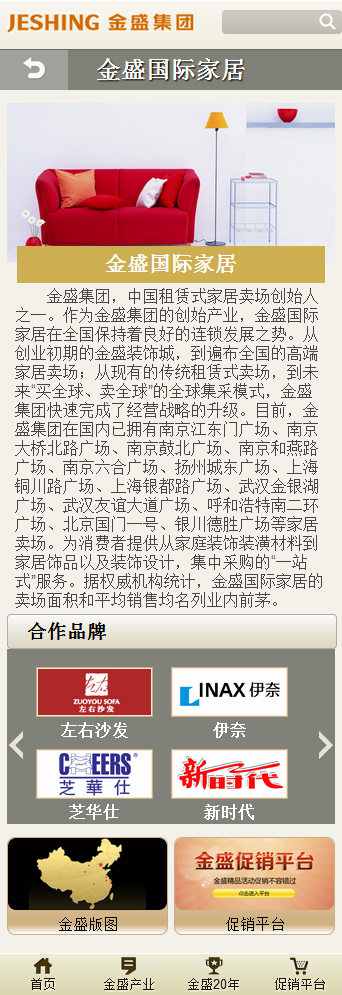 JESHING 金盛集团
金盛国际家居
金盛国际家居
金盛集团，中国租赁式家居卖场创始人
之一。作为金盛集团的创始产业，金盛国际
家居在全国保持着良好的连锁发展之势。从
创业初期的金盛装饰城，到遍布全国的高端
家居卖场；从现有的传统租赁式卖场，到未
来“买全球、卖全球”的全球集采模式，金盛
集团快速完成了经营战略的升级。目前，金
盛集团在国内已拥有南京江东门广场、南京
大桥北路广场、南京鼓北广场、南京和燕路
广场、南京六合广场、扬州城东广场、上海
铜川路广场、上海银都路广场、武汉金银湖
广场、武汉友谊大道广场、呼和浩特南二环
广场、北京国门一号、银川德胜广场等家居
卖场。为消费者提供从家庭装饰装潢材料到
家居饰品以及装饰设计，集中采购的“一站
式”服务。据权威机构统计，金盛国际家居的
卖场面积和平均销售均名列业内前茅。
合作品牌
左右
ZUOYOU SOFA
左右沙发
INAX 伊奈
左右沙发 伊奈
CHEERS
芝華仕
新时代
芝华仕 新时代
金盛促销平台
金盛精品活动促销不容错过
点击进入平台
金盛版图 促销平台
首页 金盛产业 金盛20年 促销平台